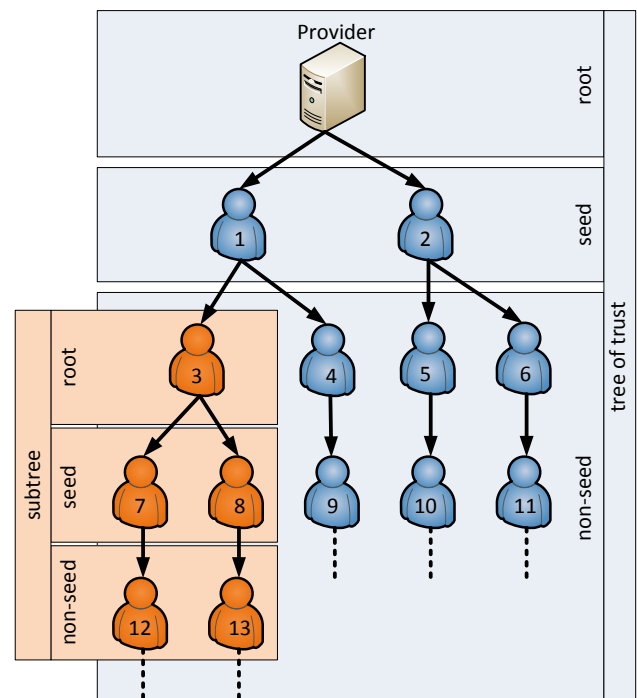 Provider
root
tree of trust
1
2
seed
subtree
root
3
4
5
6
seed
7
8
9
10
11
non-seed
non-seed
12
13